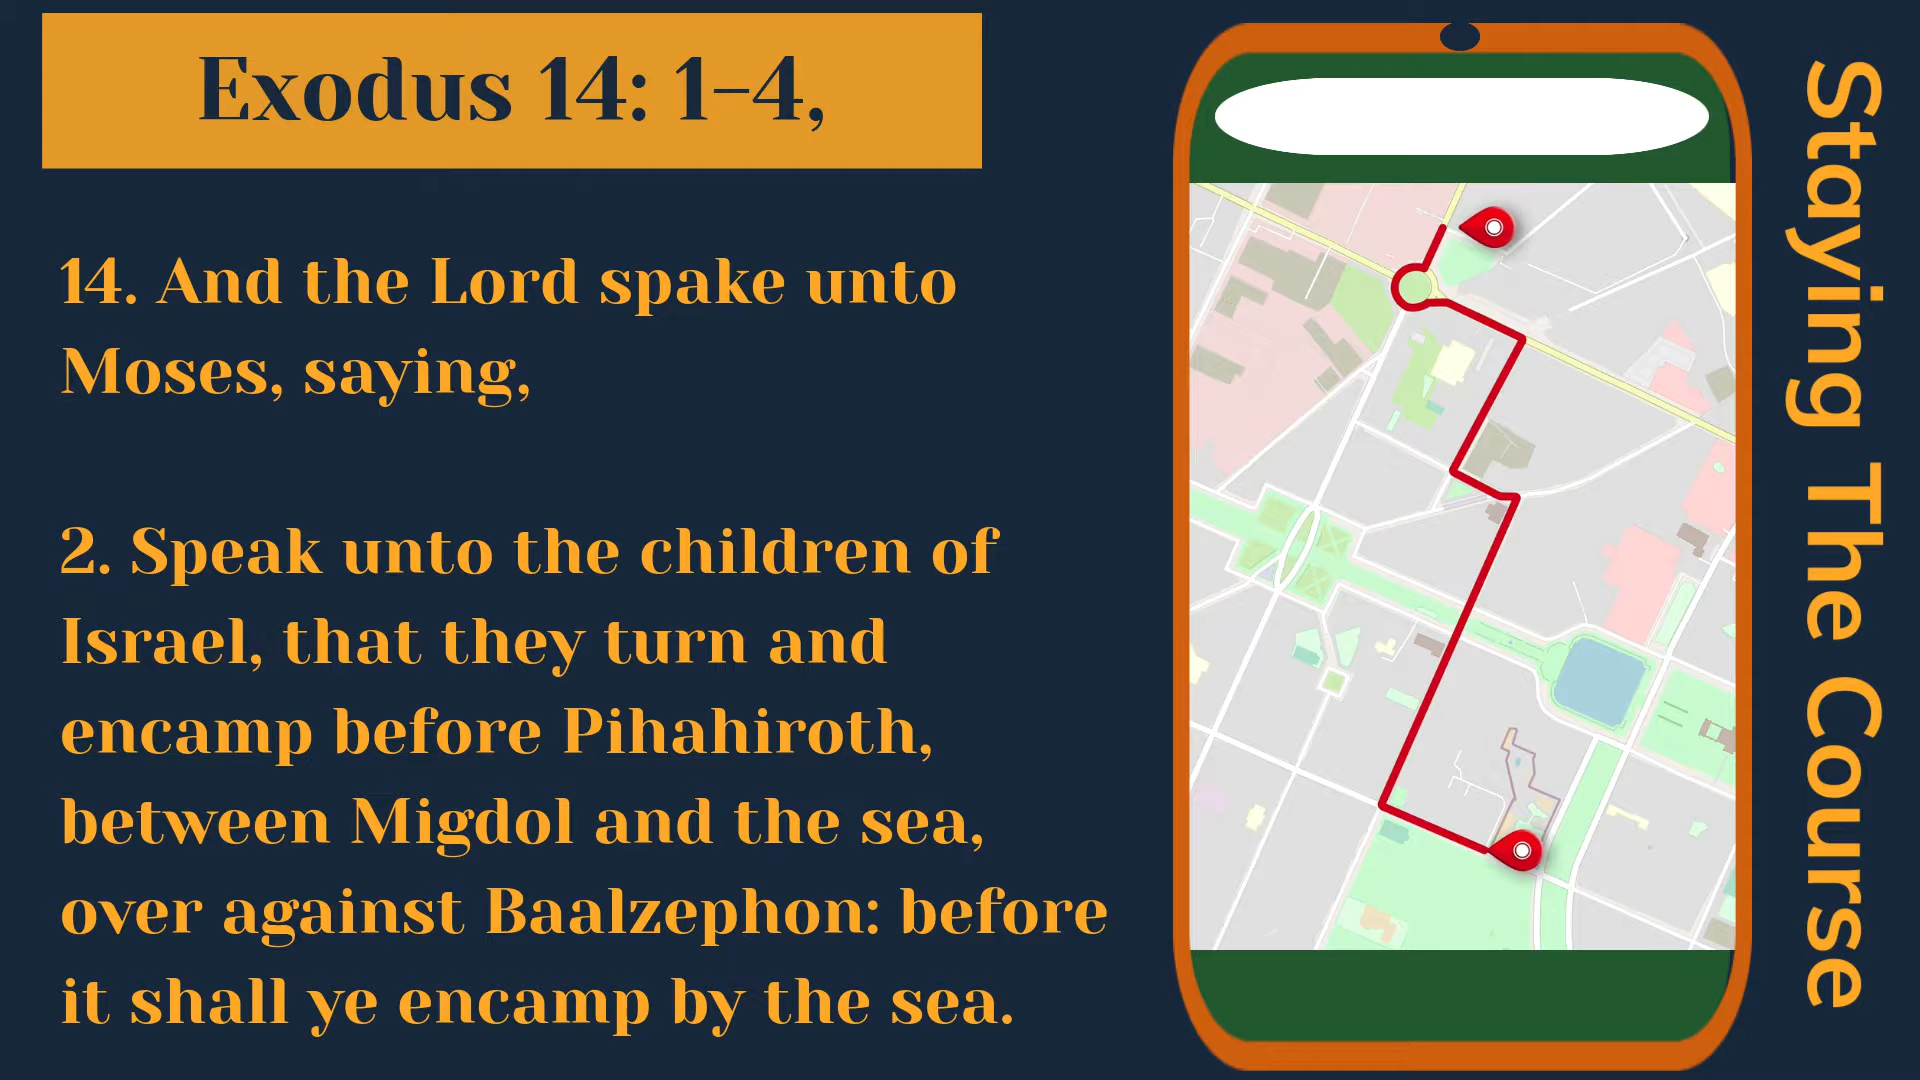 Exodus 14: 1-4,
14. And the Lord spake unto
Moses, saying,
2. Speak unto the children of
Israel, that they turn and
encamp before Pihahiroth,
between Migdol and the sea,
over against Baalzephon: before
it shall ye encamp by the sea.
Staying The Course